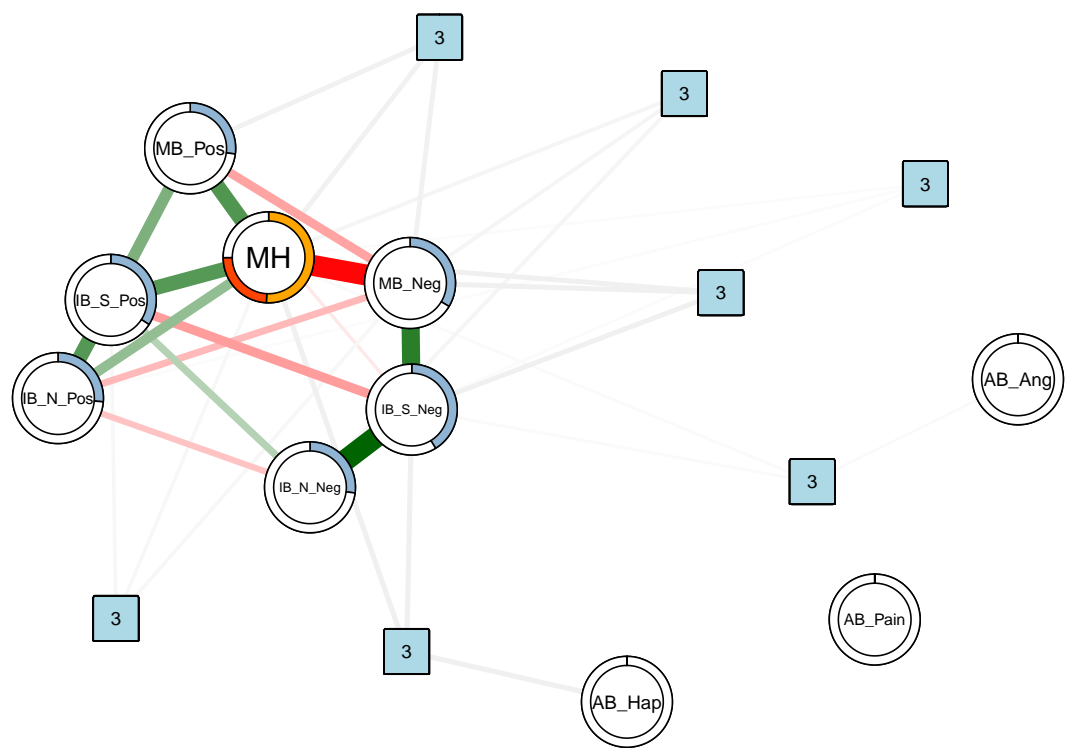 3
3
MB_Pos
3
MH
MB_Neg
3
IB_S_Pos
AB_Ang
IB_N_Pos
IB_S_Neg
3
IB_N_Neg
3
AB_Pain
3
AB_Hap